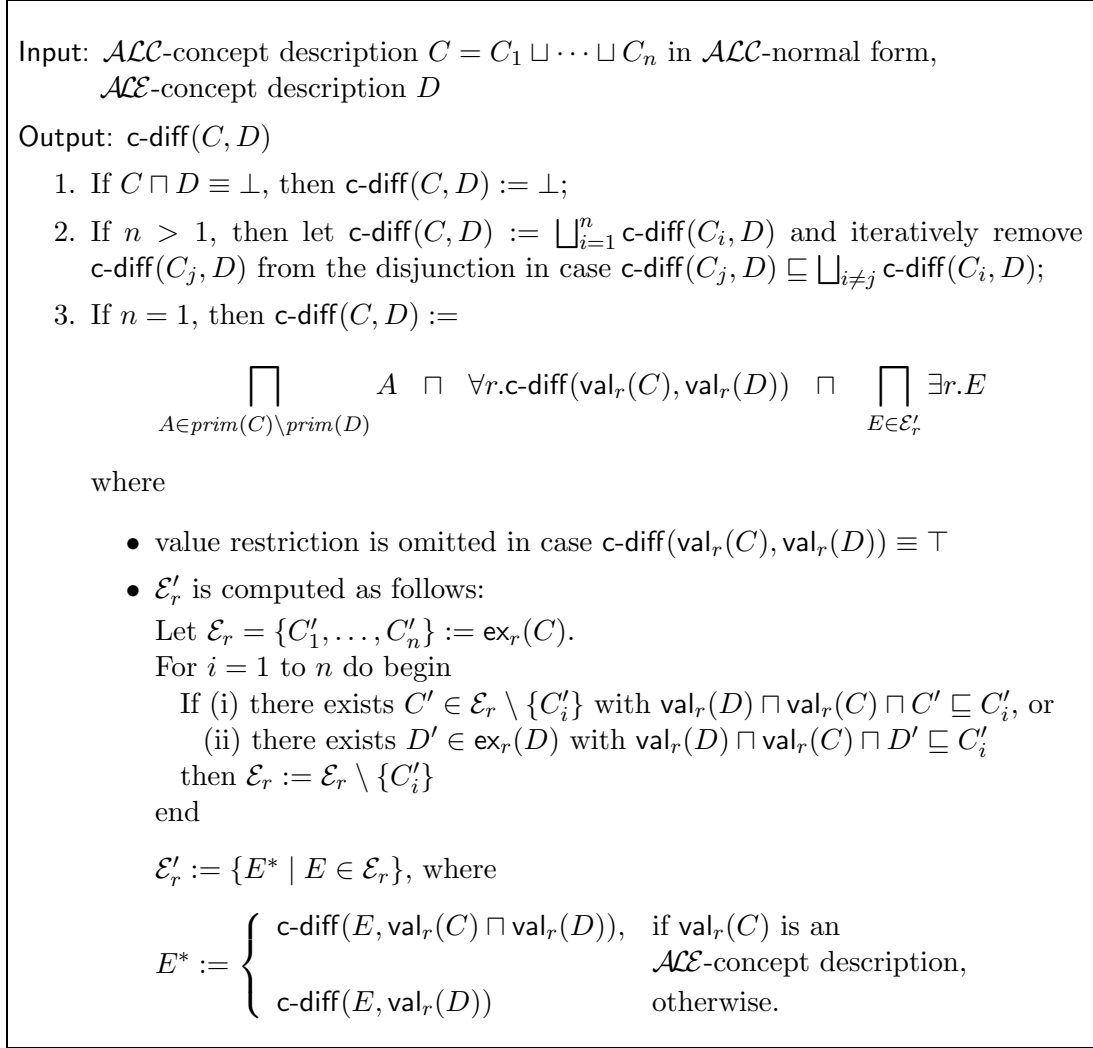 Input: 𝒜ℒ𝒞-concept description C = C₁ ⊔ ⋯ ⊔ Cₙ in 𝒜ℒ𝒞-normal form,
𝒜ℒℰ-concept description D
Output: c-diff(C, D)
1. If C ⊓ D ≡ ⊥, then c-diff(C, D) := ⊥;
2. If n > 1, then let c-diff(C, D) := ⨆ⁿᵢ₌₁ c-diff(Cᵢ, D) and iteratively remove
c-diff(Cⱼ, D) from the disjunction in case c-diff(Cⱼ, D) ⊑ ⨆ᵢ≠ⱼ c-diff(Cᵢ, D);
3. If n = 1, then c-diff(C, D) :=
⨅_{A∈prim(C)\prim(D)} A ⊓ ∀r.c-diff(valᵣ(C), valᵣ(D)) ⊓ ⨅_{E∈ℰ′ᵣ} ∃r.E
where
• value restriction is omitted in case c-diff(valᵣ(C), valᵣ(D)) ≡ ⊤
• ℰ′ᵣ is computed as follows:
Let ℰᵣ = {C′₁, . . . , C′ₙ} := exᵣ(C).
For i = 1 to n do begin
If (i) there exists C′ ∈ ℰᵣ \ {C′ᵢ} with valᵣ(D) ⊓ valᵣ(C) ⊓ C′ ⊑ C′ᵢ, or
(ii) there exists D′ ∈ exᵣ(D) with valᵣ(D) ⊓ valᵣ(C) ⊓ D′ ⊑ C′ᵢ
then ℰᵣ := ℰᵣ \ {C′ᵢ}
end
ℰ′ᵣ := {E* | E ∈ ℰᵣ}, where
E* := { c-diff(E, valᵣ(C) ⊓ valᵣ(D)), if valᵣ(C) is an
𝒜ℒℰ-concept description,
c-diff(E, valᵣ(D)) otherwise.